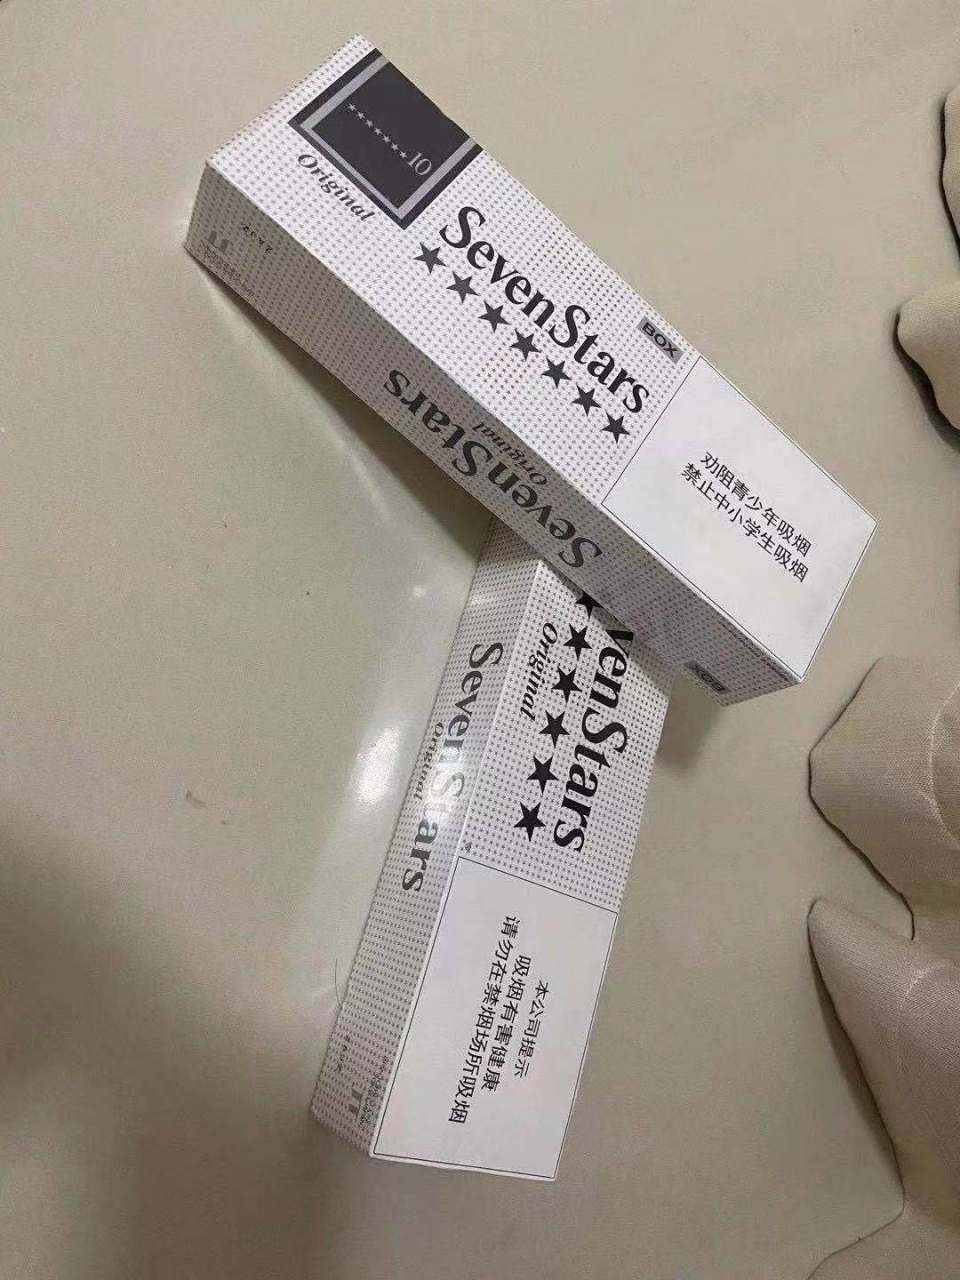 10
Original
SevenStars
BOX
劝阻青少年吸烟
禁止中小学生吸烟
SevenStars
Original
SevenStars
Original
venStars
Original
本公司提示
吸烟有害健康
请勿在禁烟场所吸烟